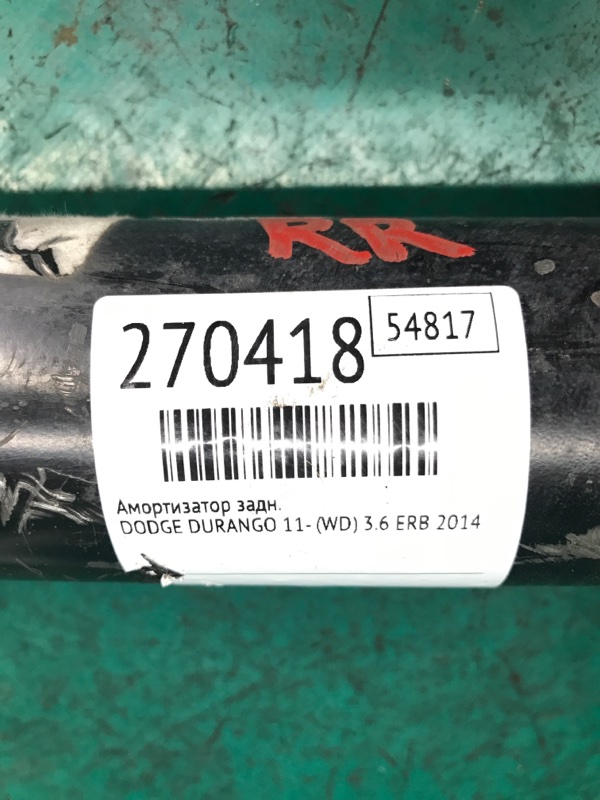 RR
270418
54817
Амортизатор задн.
DODGE DURANGO 11- (WD) 3.6 ERB 2014